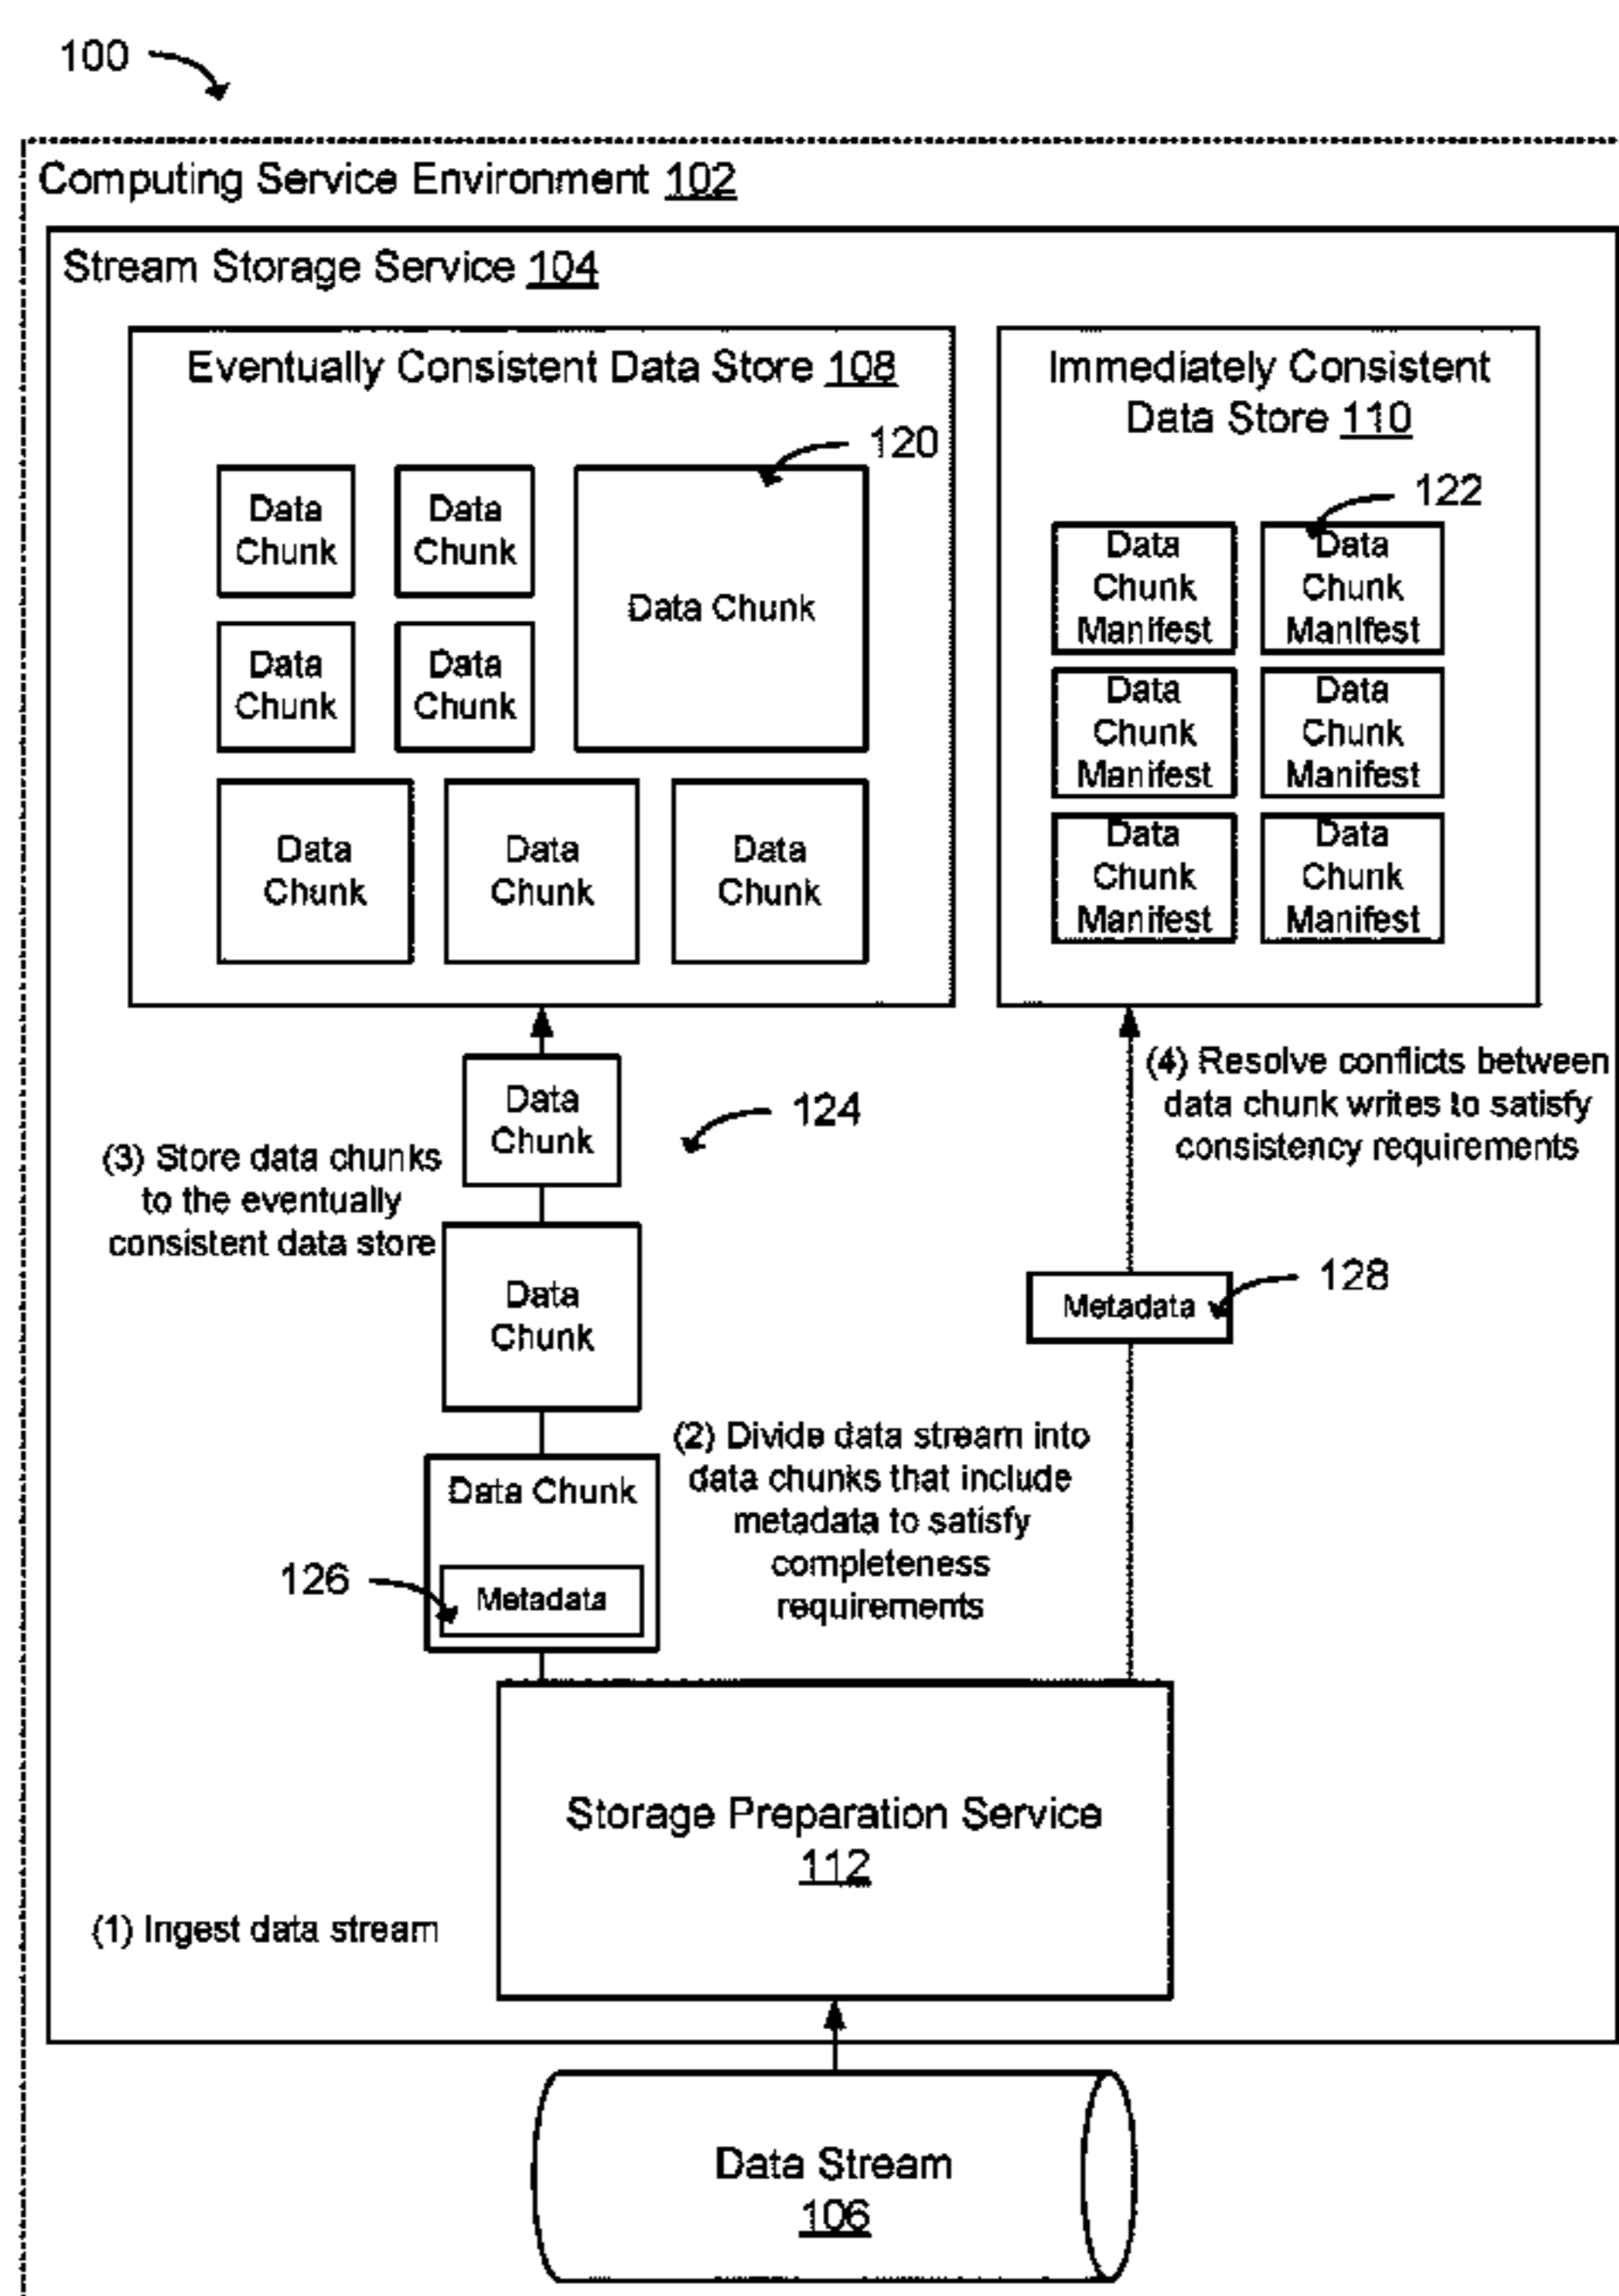 100
Computing Service Environment 102
Stream Storage Service 104
Eventually Consistent Data Store 108
120
Data
Chunk
Data
Chunk
Data Chunk
Data
Chunk
Data
Chunk
Data
Chunk
Data
Chunk
Data
Chunk
Immediately Consistent
Data Store 110
122
Data
Chunk
Manifest
Data
Chunk
Manifest
Data
Chunk
Manifest
Data
Chunk
Manifest
Data
Chunk
Manifest
Data
Chunk
Manifest
(4) Resolve conflicts between
data chunk writes to satisfy
consistency requirements
Data
Chunk
124
(3) Store data chunks
to the eventually
consistent data store
Data
Chunk
128
Metadata
(2) Divide data stream into
data chunks that include
metadata to satisfy
completeness
requirements
Data Chunk
126
Metadata
Storage Preparation Service
112
(1) Ingest data stream
Data Stream
106